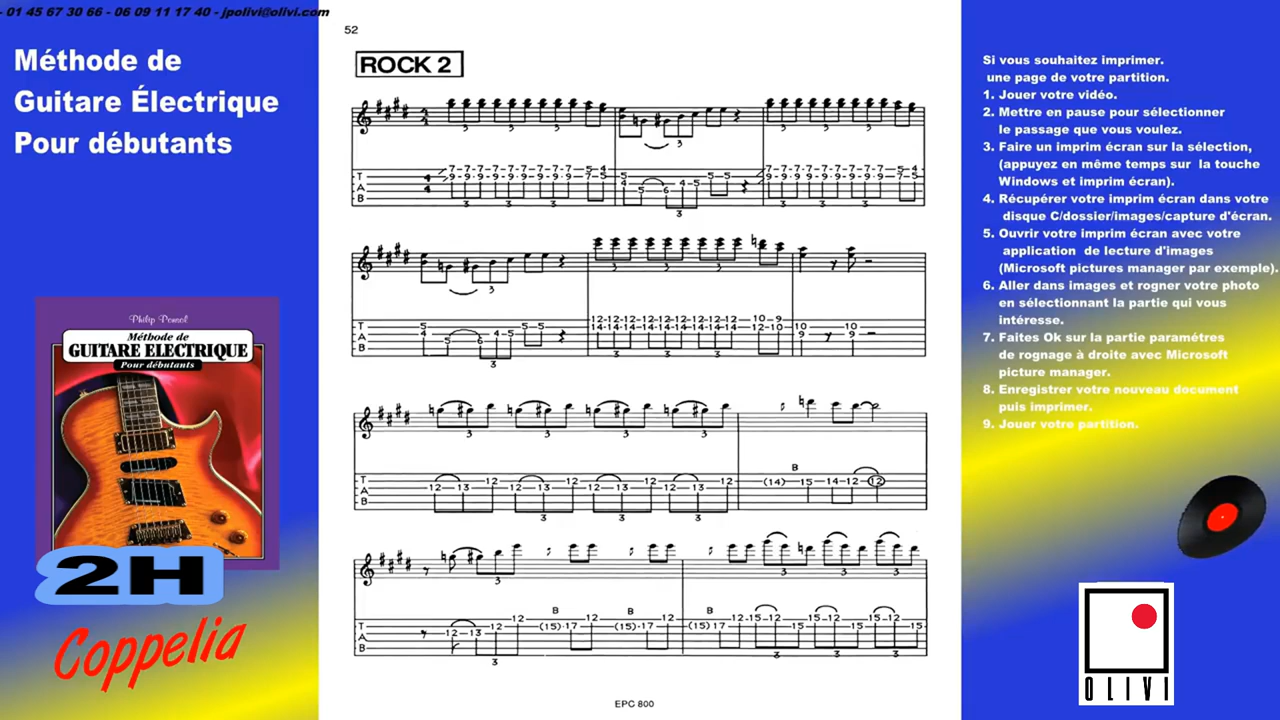 - 01 45 67 30 66 - 06 09 11 17 40 - jpolivi@olivi.com
Méthode de
Guitare Électrique
Pour débutants
Philip Demol
Méthode de
GUITARE ELECTRIQUE
Pour débutants
2H
Coppelia
52
ROCK 2
EPC 800
Si vous souhaitez imprimer.
une page de votre partition.
1. Jouer votre vidéo.
2. Mettre en pause pour sélectionner
le passage que vous voulez.
3. Faire un imprim écran sur la sélection,
(appuyez en même temps sur la touche
Windows et imprim écran).
4. Récupérer votre imprim écran dans votre
disque C/dossier/images/capture d'écran.
5. Ouvrir votre imprim écran avec votre
application de lecture d'images
(Microsoft pictures manager par exemple).
6. Aller dans images et rogner votre photo
en sélectionnant la partie qui vous
intéresse.
7. Faites Ok sur la partie paramétres
de rognage à droite avec Microsoft
picture manager.
8. Enregistrer votre nouveau document
puis imprimer.
9. Jouer votre partition.
OLIVI